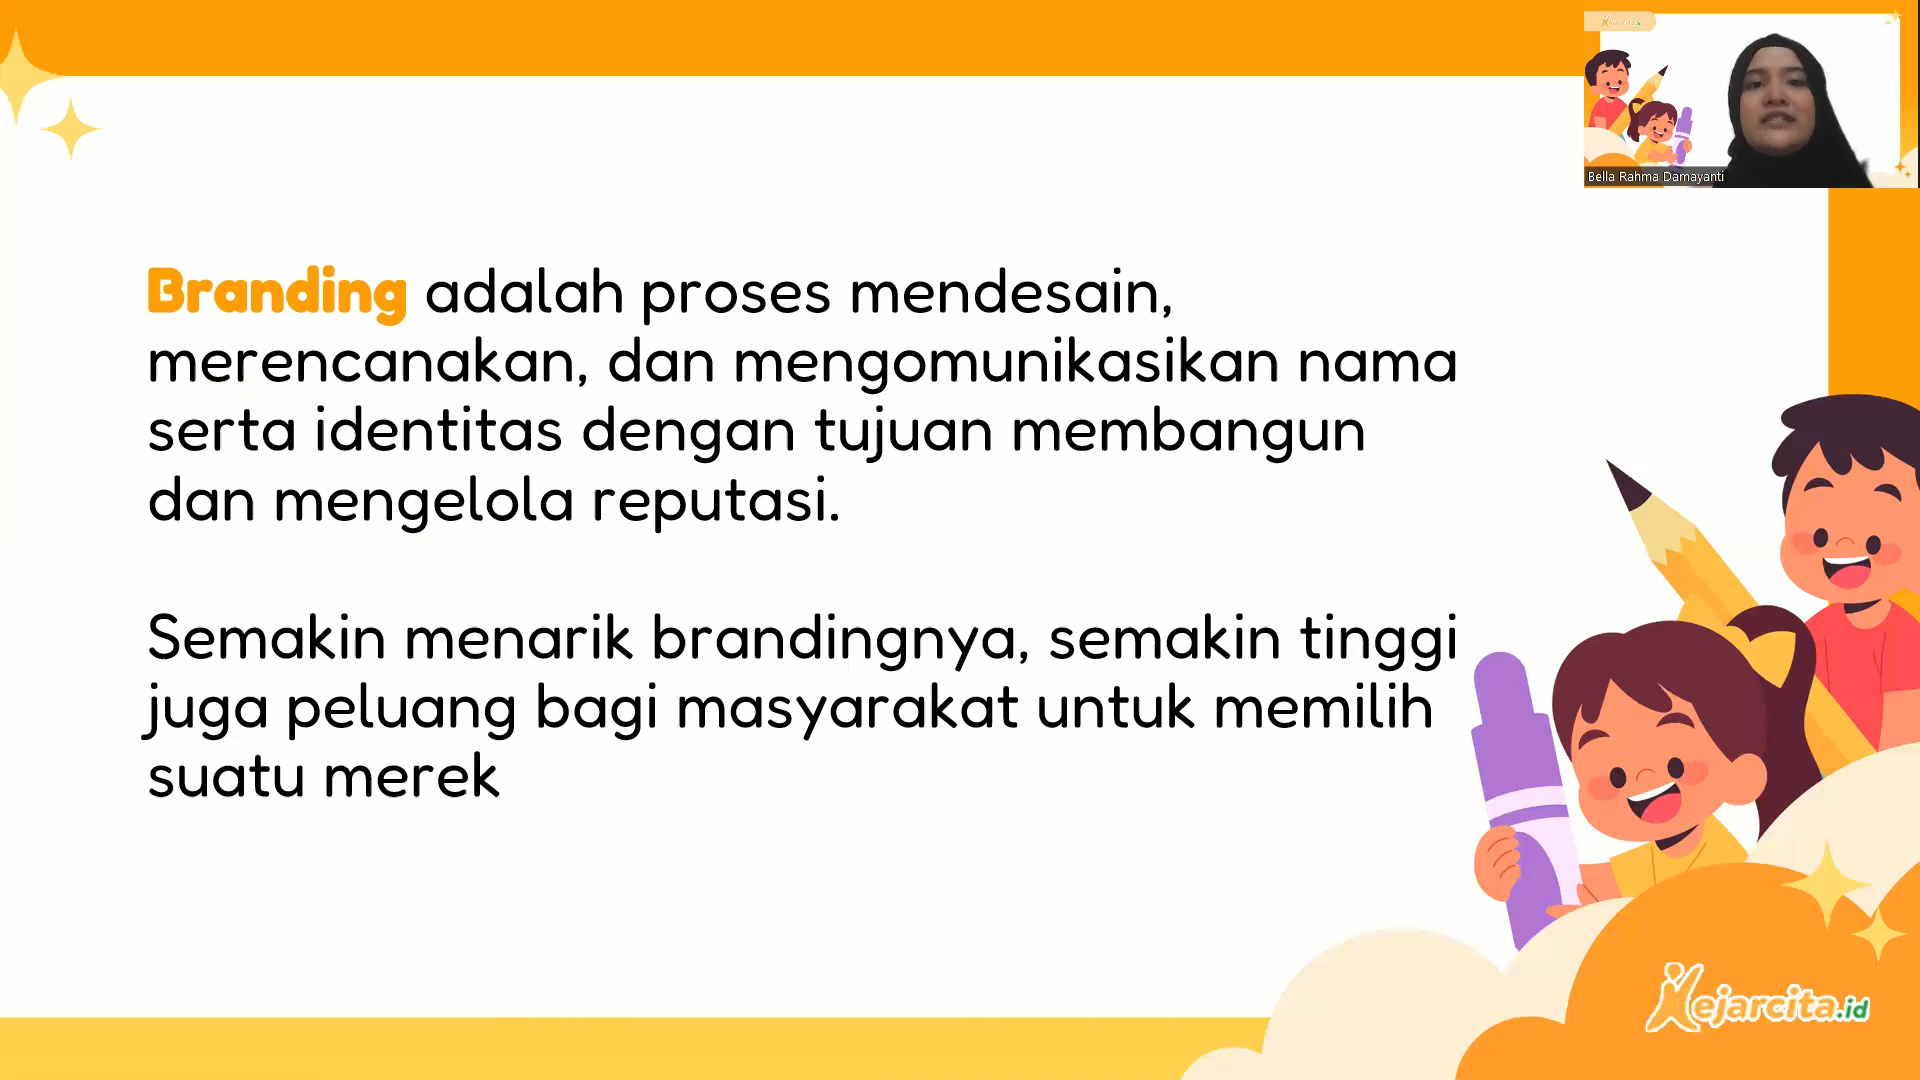 Branding adalah proses mendesain,
merencanakan, dan mengomunikasikan nama
serta identitas dengan tujuan membangun
dan mengelola reputasi.
Semakin menarik brandingnya, semakin tinggi
juga peluang bagi masyarakat untuk memilih
suatu merek
Bella Rahma Damayanti
Kejarcita.id